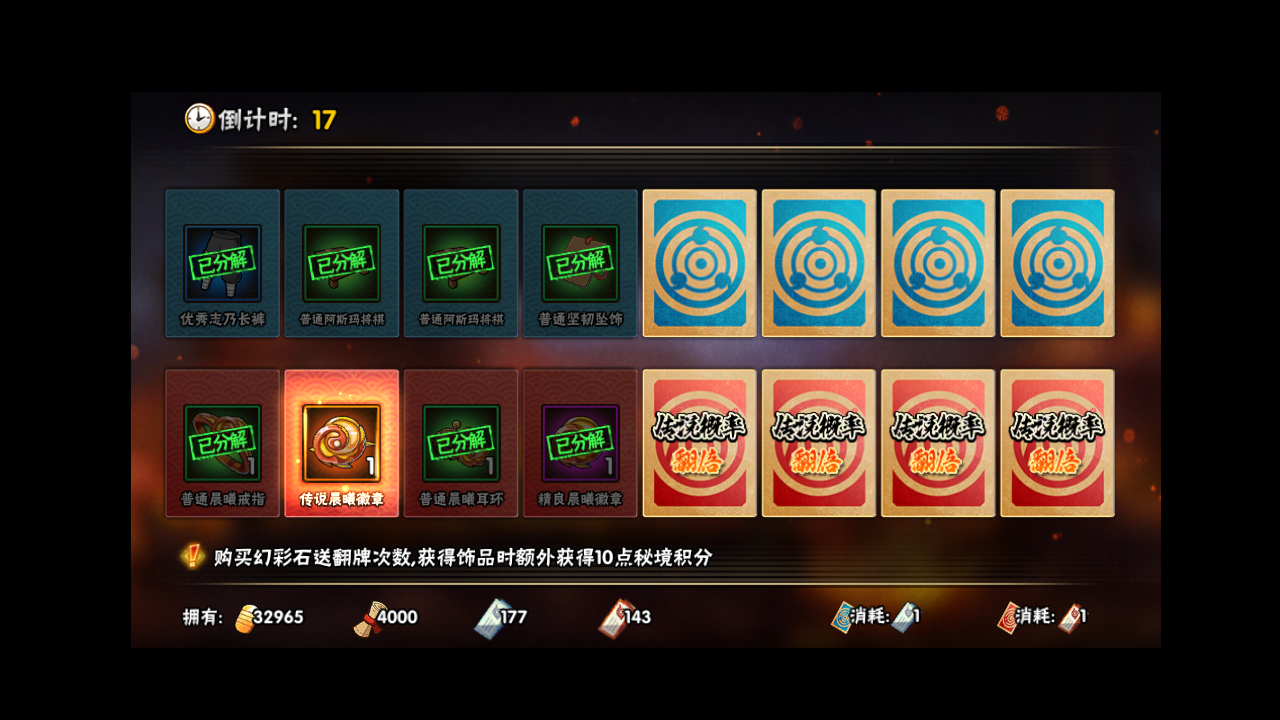 倒计时: 17
已分解
已分解
已分解
已分解
优秀志乃长裤
普通阿斯玛将棋
普通阿斯玛将棋
普通坚韧坠饰
传说概率
翻倍
传说概率
翻倍
传说概率
翻倍
传说概率
翻倍
已分解
1
1
已分解
1
已分解
1
普通晨曦戒指
传说晨曦徽章
普通晨曦耳环
精良晨曦徽章
购买幻彩石送翻牌次数,获得饰品时额外获得10点秘境积分
拥有: 32965 4000 177 143 消耗: 1 消耗: 1